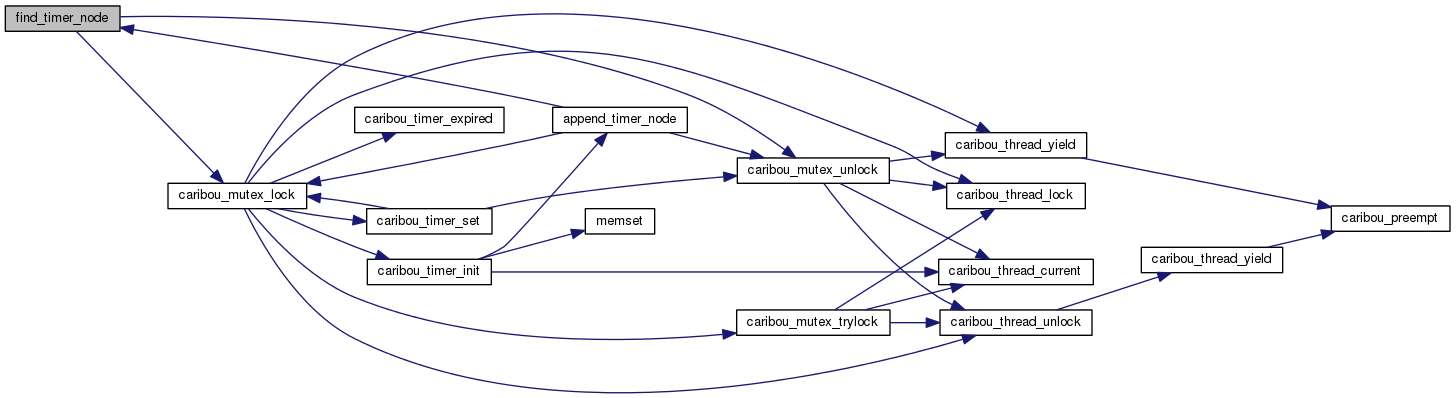 find_timer_node
caribou_timer_expired
append_timer_node
caribou_thread_yield
caribou_mutex_unlock
caribou_mutex_lock
caribou_thread_lock
caribou_timer_set
memset
caribou_preempt
caribou_timer_init
caribou_thread_current
caribou_thread_yield
caribou_mutex_trylock
caribou_thread_unlock